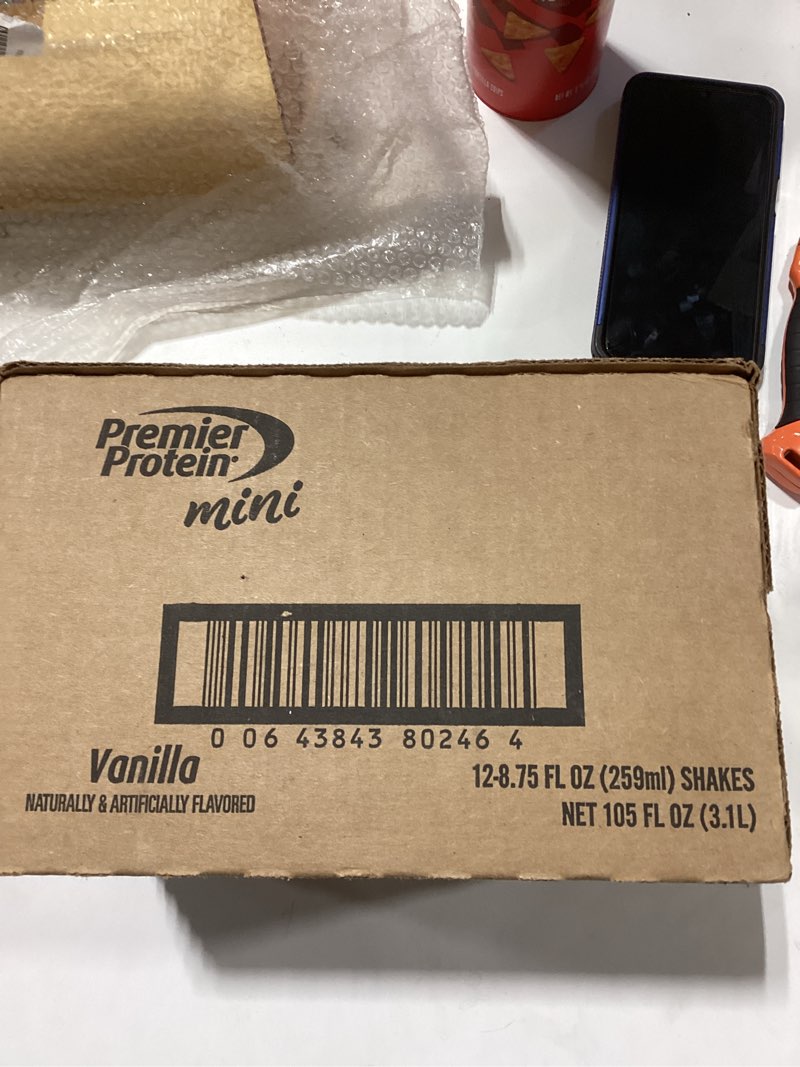 Premier
Protein
mini
0 06 43843 80246 4
Vanilla
NATURALLY & ARTIFICIALLY FLAVORED
12-8.75 FL OZ (259ml) SHAKES
NET 105 FL OZ (3.1L)